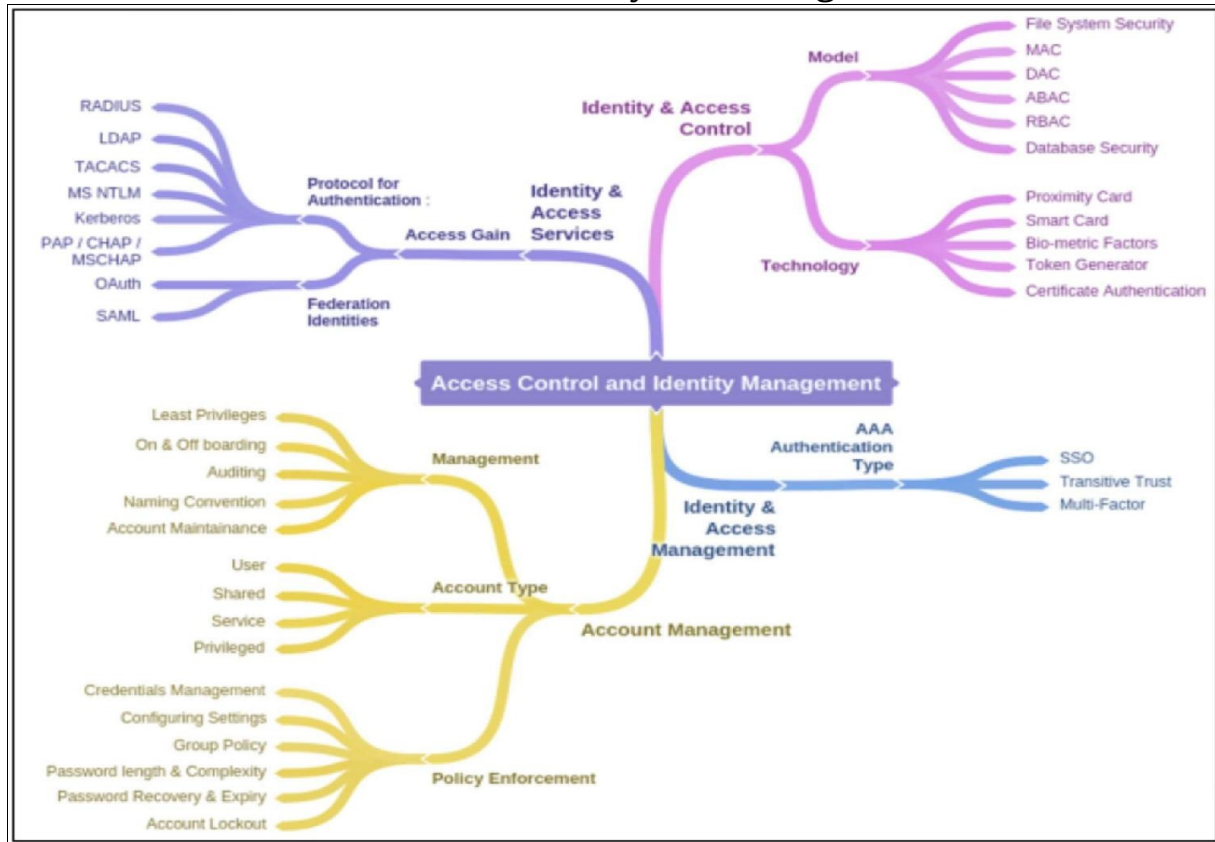 File System Security
Model
MAC
DAC
ABAC
RBAC
Database Security
Identity & Access
Control
Proximity Card
Smart Card
Bio-metric Factors
Token Generator
Certificate Authentication
Technology
RADIUS
LDAP
TACACS
MS NTLM
Kerberos
PAP / CHAP /
MSCHAP
OAuth
SAML
Protocol for
Authentication :
Federation
Identities
Access Gain
Identity &
Access
Services
Access Control and Identity Management
AAA
Authentication
Type
SSO
Transitive Trust
Multi-Factor
Identity &
Access
Management
Least Privileges
On & Off boarding
Auditing
Naming Convention
Account Maintainance
Management
User
Shared
Service
Privileged
Account Type
Account Management
Credentials Management
Configuring Settings
Group Policy
Password length & Complexity
Password Recovery & Expiry
Account Lockout
Policy Enforcement